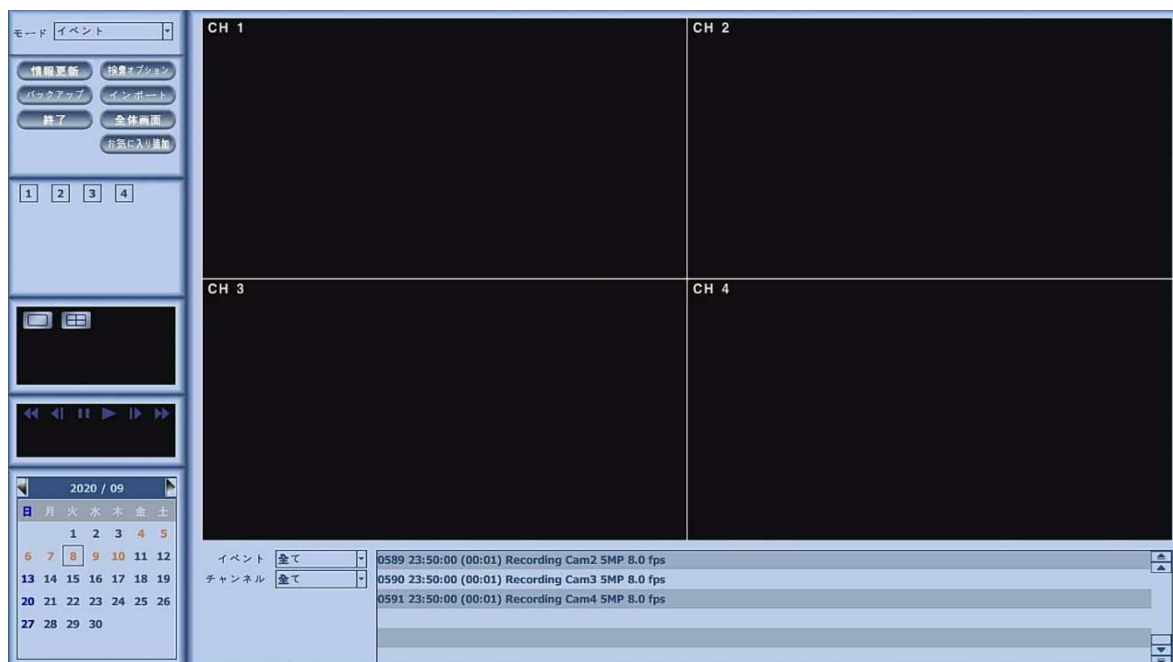 モード イベント
情報更新 検索オプション
バックアップ インポート
終了 全体画面
お気に入り追加
1 2 3 4
2020 / 09
日 月 火 水 木 金 土
1 2 3 4 5
6 7 8 9 10 11 12
13 14 15 16 17 18 19
20 21 22 23 24 25 26
27 28 29 30
CH 1
CH 2
CH 3
CH 4
イベント 全て
チャンネル 全て
0589 23:50:00 (00:01) Recording Cam2 5MP 8.0 fps
0590 23:50:00 (00:01) Recording Cam3 5MP 8.0 fps
0591 23:50:00 (00:01) Recording Cam4 5MP 8.0 fps